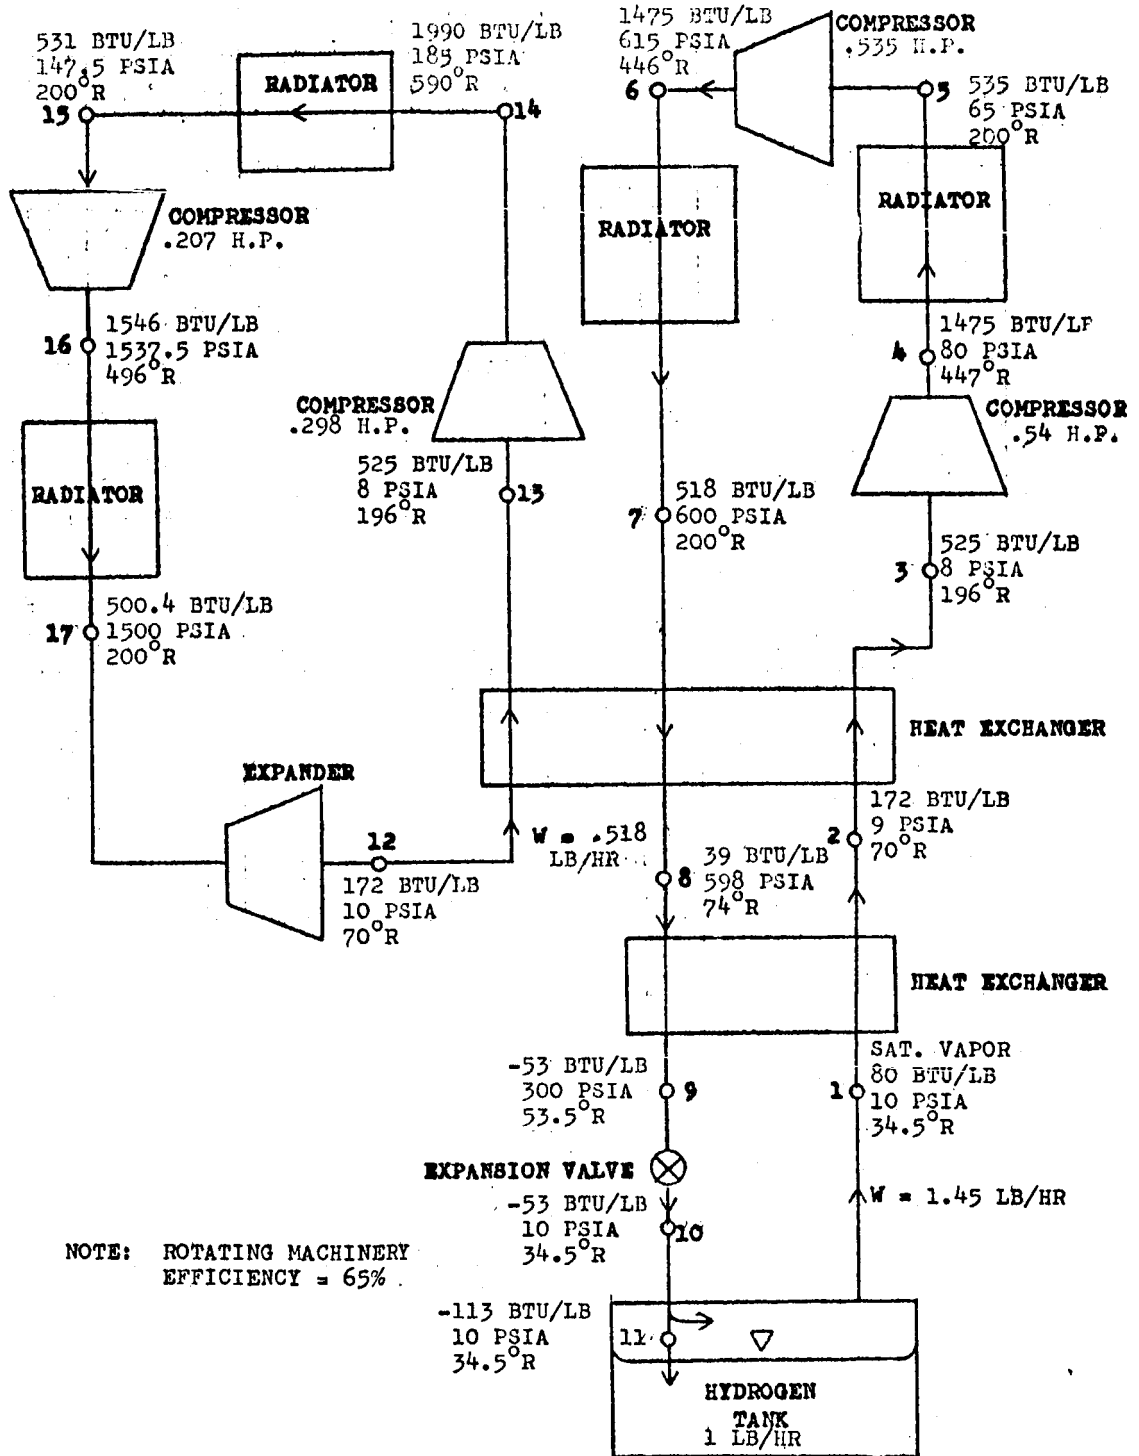 531 BTU/LB
147.5 PSIA
200°R
15
RADIATOR
1990 BTU/LB
185 PSIA
590°R
14
1475 BTU/LB
615 PSIA
446°R
6
COMPRESSOR
.535 H.P.
5
535 BTU/LB
65 PSIA
200°R
COMPRESSOR
.207 H.P.
RADIATOR
RADIATOR
16
1546 BTU/LB
1537.5 PSIA
496°R
4
1475 BTU/LF
80 PSIA
447°R
COMPRESSOR
.298 H.P.
COMPRESSOR
.54 H.P.
525 BTU/LB
8 PSIA
196°R
13
RADIATOR
7
518 BTU/LB
600 PSIA
200°R
3
525 BTU/LB
8 PSIA
196°R
17
500.4 BTU/LB
1500 PSIA
200°R
HEAT EXCHANGER
EXPANDER
12
172 BTU/LB
10 PSIA
70°R
W = .518
LB/HR
2
172 BTU/LB
9 PSIA
70°R
8
39 BTU/LB
598 PSIA
74°R
HEAT EXCHANGER
-53 BTU/LB
300 PSIA
53.5°R
9
1
SAT. VAPOR
80 BTU/LB
10 PSIA
34.5°R
EXPANSION VALVE
W = 1.45 LB/HR
-53 BTU/LB
10 PSIA
34.5°R
10
NOTE: ROTATING MACHINERY
EFFICIENCY = 65%
-113 BTU/LB
10 PSIA
34.5°R
11
HYDROGEN
TANK
1 LB/HR